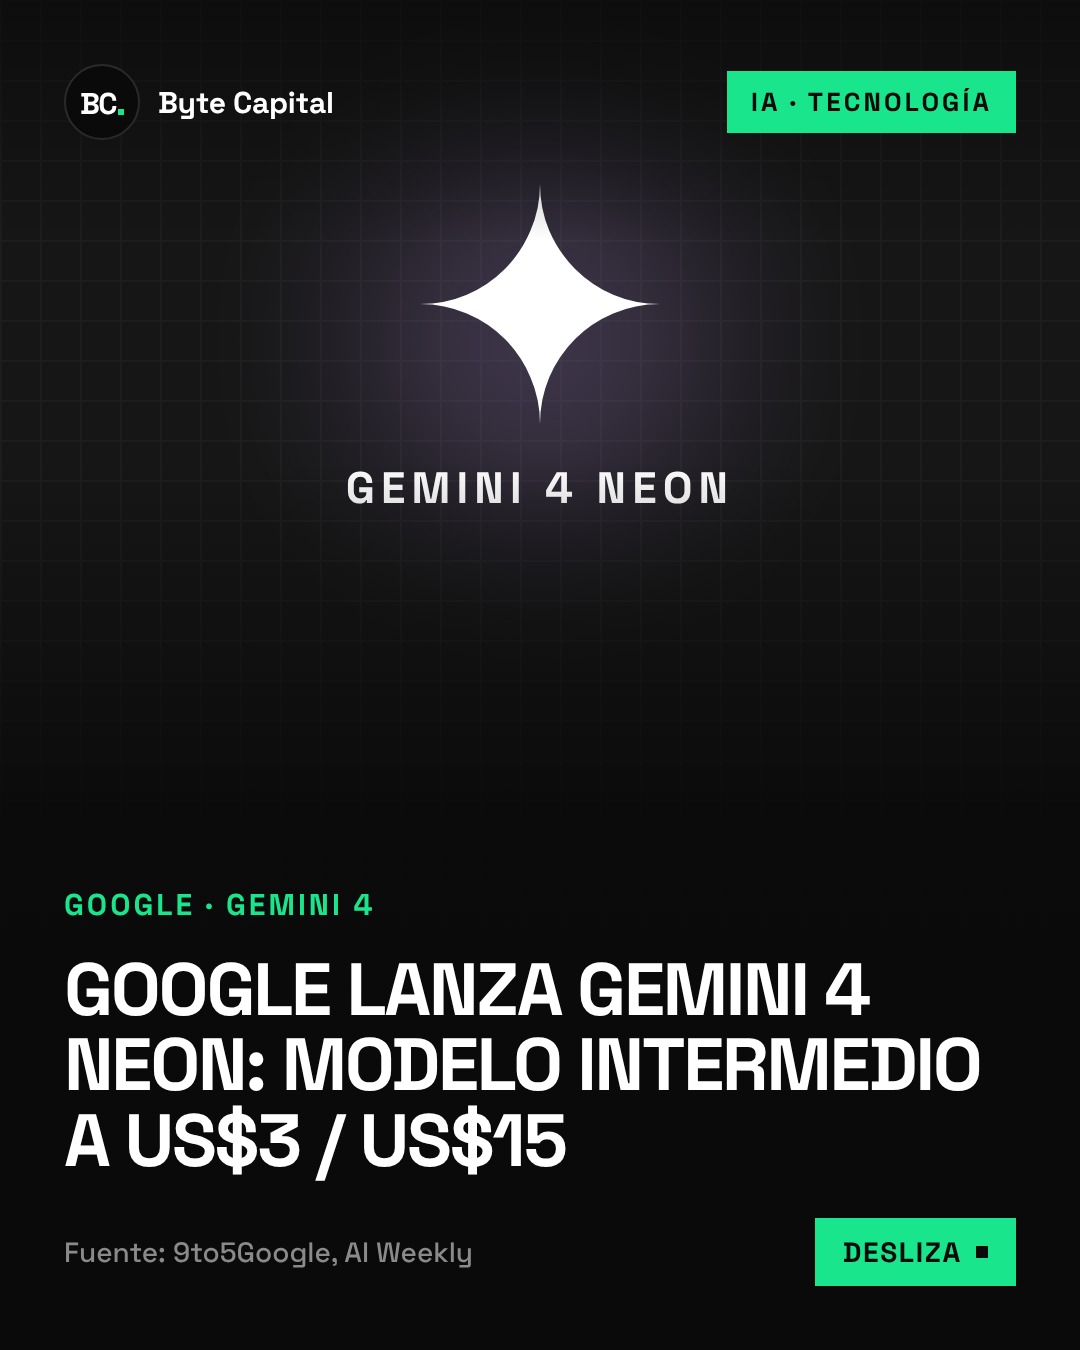 BC.
Byte Capital
IA · TECNOLOGÍA
GEMINI 4 NEON
GOOGLE · GEMINI 4
GOOGLE LANZA GEMINI 4
NEON: MODELO INTERMEDIO
A US$3 / US$15
Fuente: 9to5Google, AI Weekly
DESLIZA